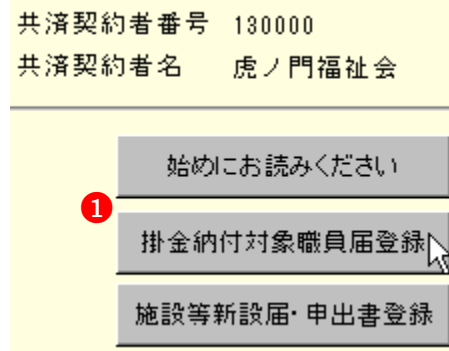 共済契約者番号 130000
共済契約者名 虎ノ門福祉会
始めにお読みください
1
掛金納付対象職員届登録
施設等新設届・申出書登録